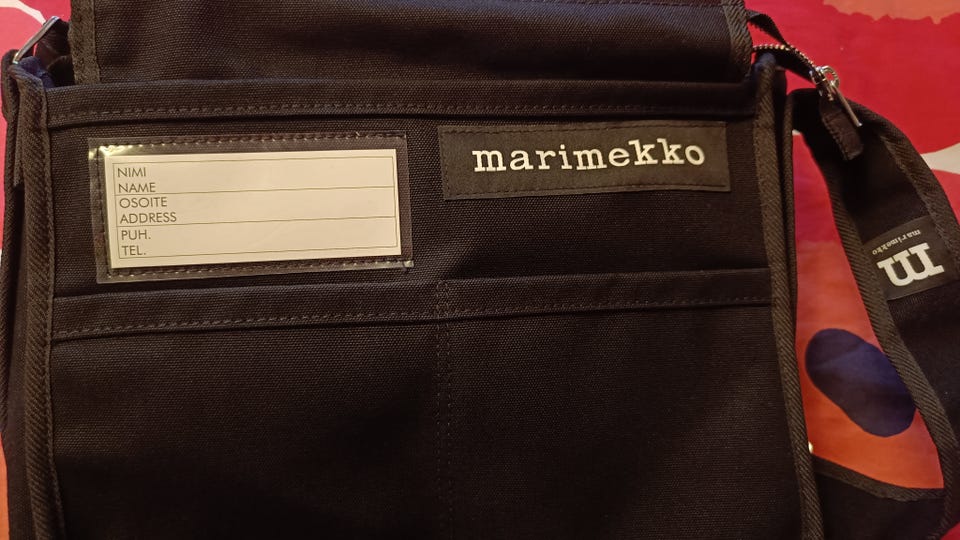 NIMI
NAME
OSOITE
ADDRESS
PUH.
TEL.
marimekko
m
marimekko